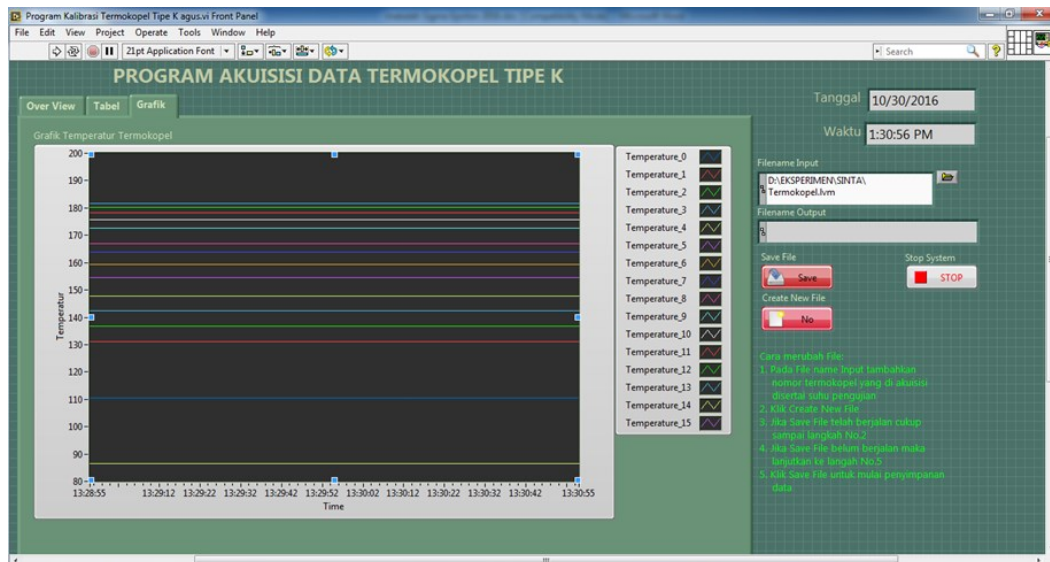 Program Kalibrasi Termokopel Tipe K agus.vi Front Panel
File Edit View Project Operate Tools Window Help
21pt Application Font
Search
PROGRAM AKUISISI DATA TERMOKOPEL TIPE K
Over View Tabel Grafik
Tanggal 10/30/2016
Waktu 1:30:56 PM
Grafik Temperatur Termokopel
200
190
180
170
160
150
140
130
120
110
100
90
80
Temperatur
13:28:55 13:29:12 13:29:22 13:29:32 13:29:42 13:29:52 13:30:02 13:30:12 13:30:22 13:30:32 13:30:42 13:30:55
Time
Temperature_0
Temperature_1
Temperature_2
Temperature_3
Temperature_4
Temperature_5
Temperature_6
Temperature_7
Temperature_8
Temperature_9
Temperature_10
Temperature_11
Temperature_12
Temperature_13
Temperature_14
Temperature_15
Filename Input
D:\EKSPERIMEN\SINTA\
Termokopel.lvm
Filename Output
Save File
Save
Stop System
STOP
Create New File
No
Cara merubah File:
1. Pada File name Input tambahkan
nomor termokopel yang di akuisisi
disertai suhu pengujian
2. Klik Create New File
3. Jika Save File telah berjalan cukup
sampai langkah No.2
4. Jika Save File belum berjalan maka
lanjutkan ke langah No.5
5. Klik Save File untuk mulai penyimpanan
data